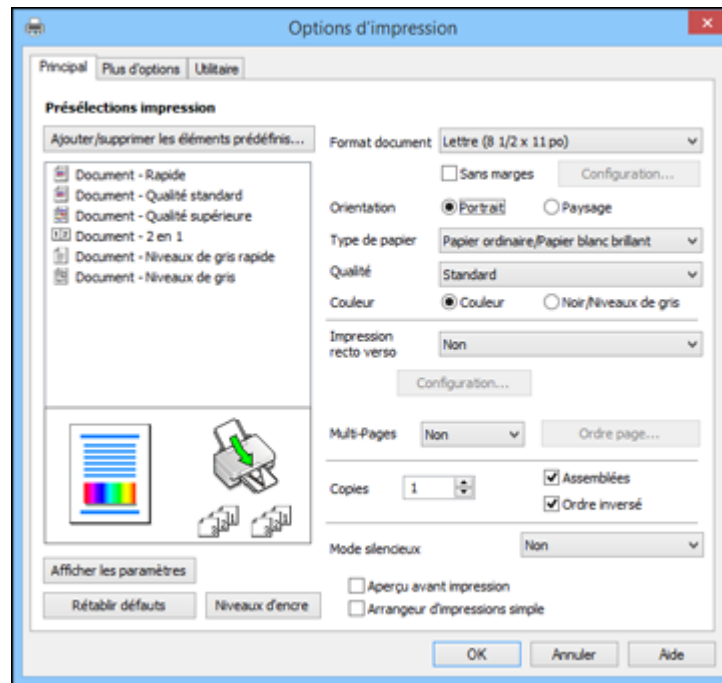 Options d'impression
Principal Plus d'options Utilitaire
Présélections impression
Ajouter/supprimer les éléments prédéfinis...
Document - Rapide
Document - Qualité standard
Document - Qualité supérieure
1 2 Document - 2 en 1
Document - Niveaux de gris rapide
Document - Niveaux de gris
Afficher les paramètres
Rétablir défauts Niveaux d'encre
Format document Lettre (8 1/2 x 11 po)
Sans marges Configuration...
Orientation Portrait Paysage
Type de papier Papier ordinaire/Papier blanc brillant
Qualité Standard
Couleur Couleur Noir/Niveaux de gris
Impression
recto verso Non
Configuration...
Multi-Pages Non Ordre page...
Copies 1 Assemblées
Ordre inversé
Mode silencieux Non
Aperçu avant impression
Arrangeur d'impressions simple
OK Annuler Aide